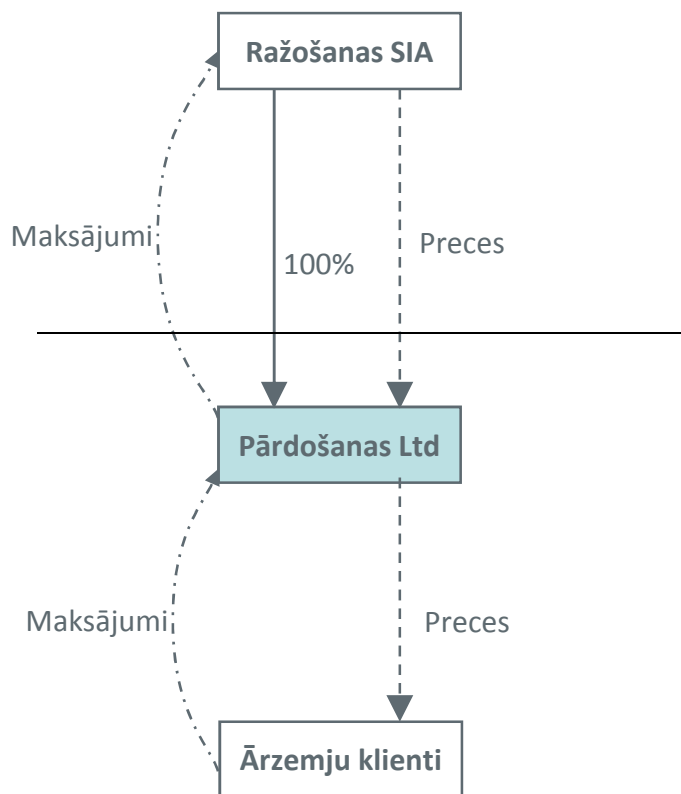 Ražošanas SIA
Maksājumi
Preces
100%
Pārdošanas Ltd
Maksājumi
Preces
Ārzemju klienti